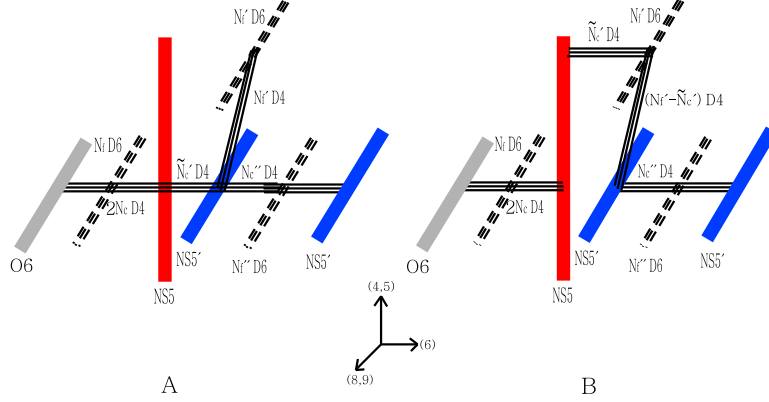 Nf´ D6
Nf D6
Nf´ D4
Ñc´ D4
Nc´´ D4
2Nc D4
O6
NS5
NS5´
Nf´´ D6
NS5´
A
(4,5)
(6)
(8,9)
Nf´ D6
Ñc´ D4
(Nf´-Ñc´) D4
Nf D6
Nc´´ D4
2Nc D4
O6
NS5
NS5´
Nf´´ D6
NS5´
B